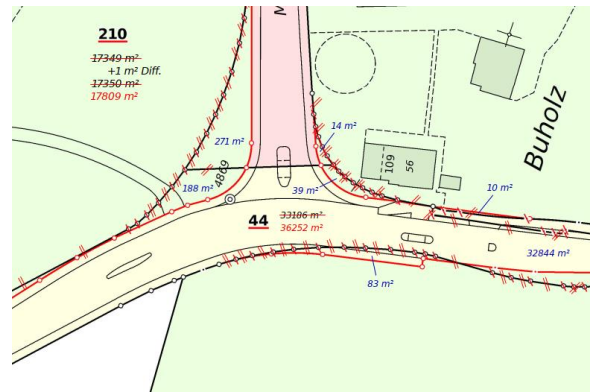 210
17349 m²
+1 m² Diff.
17350 m²
17809 m²
M
14 m²
271 m²
4869
188 m²
39 m²
109
56
Buholz
10 m²
44
33186 m²
36252 m²
D
32844 m²
83 m²